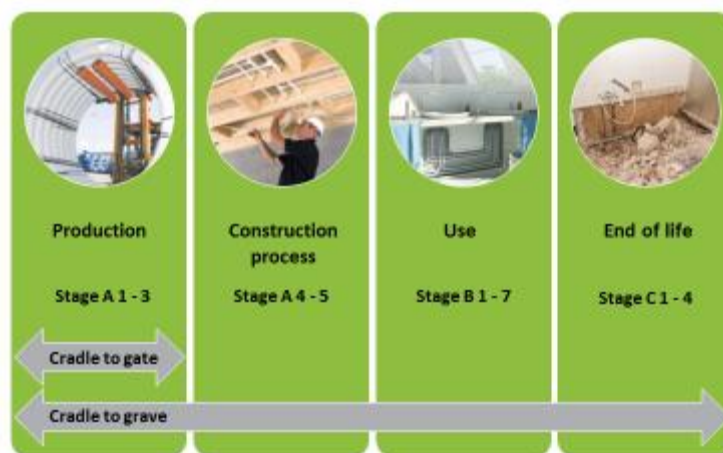 Production
Stage A 1 - 3
Construction
process
Stage A 4 - 5
Use
Stage B 1 - 7
End of life
Stage C 1 - 4
Cradle to gate
Cradle to grave